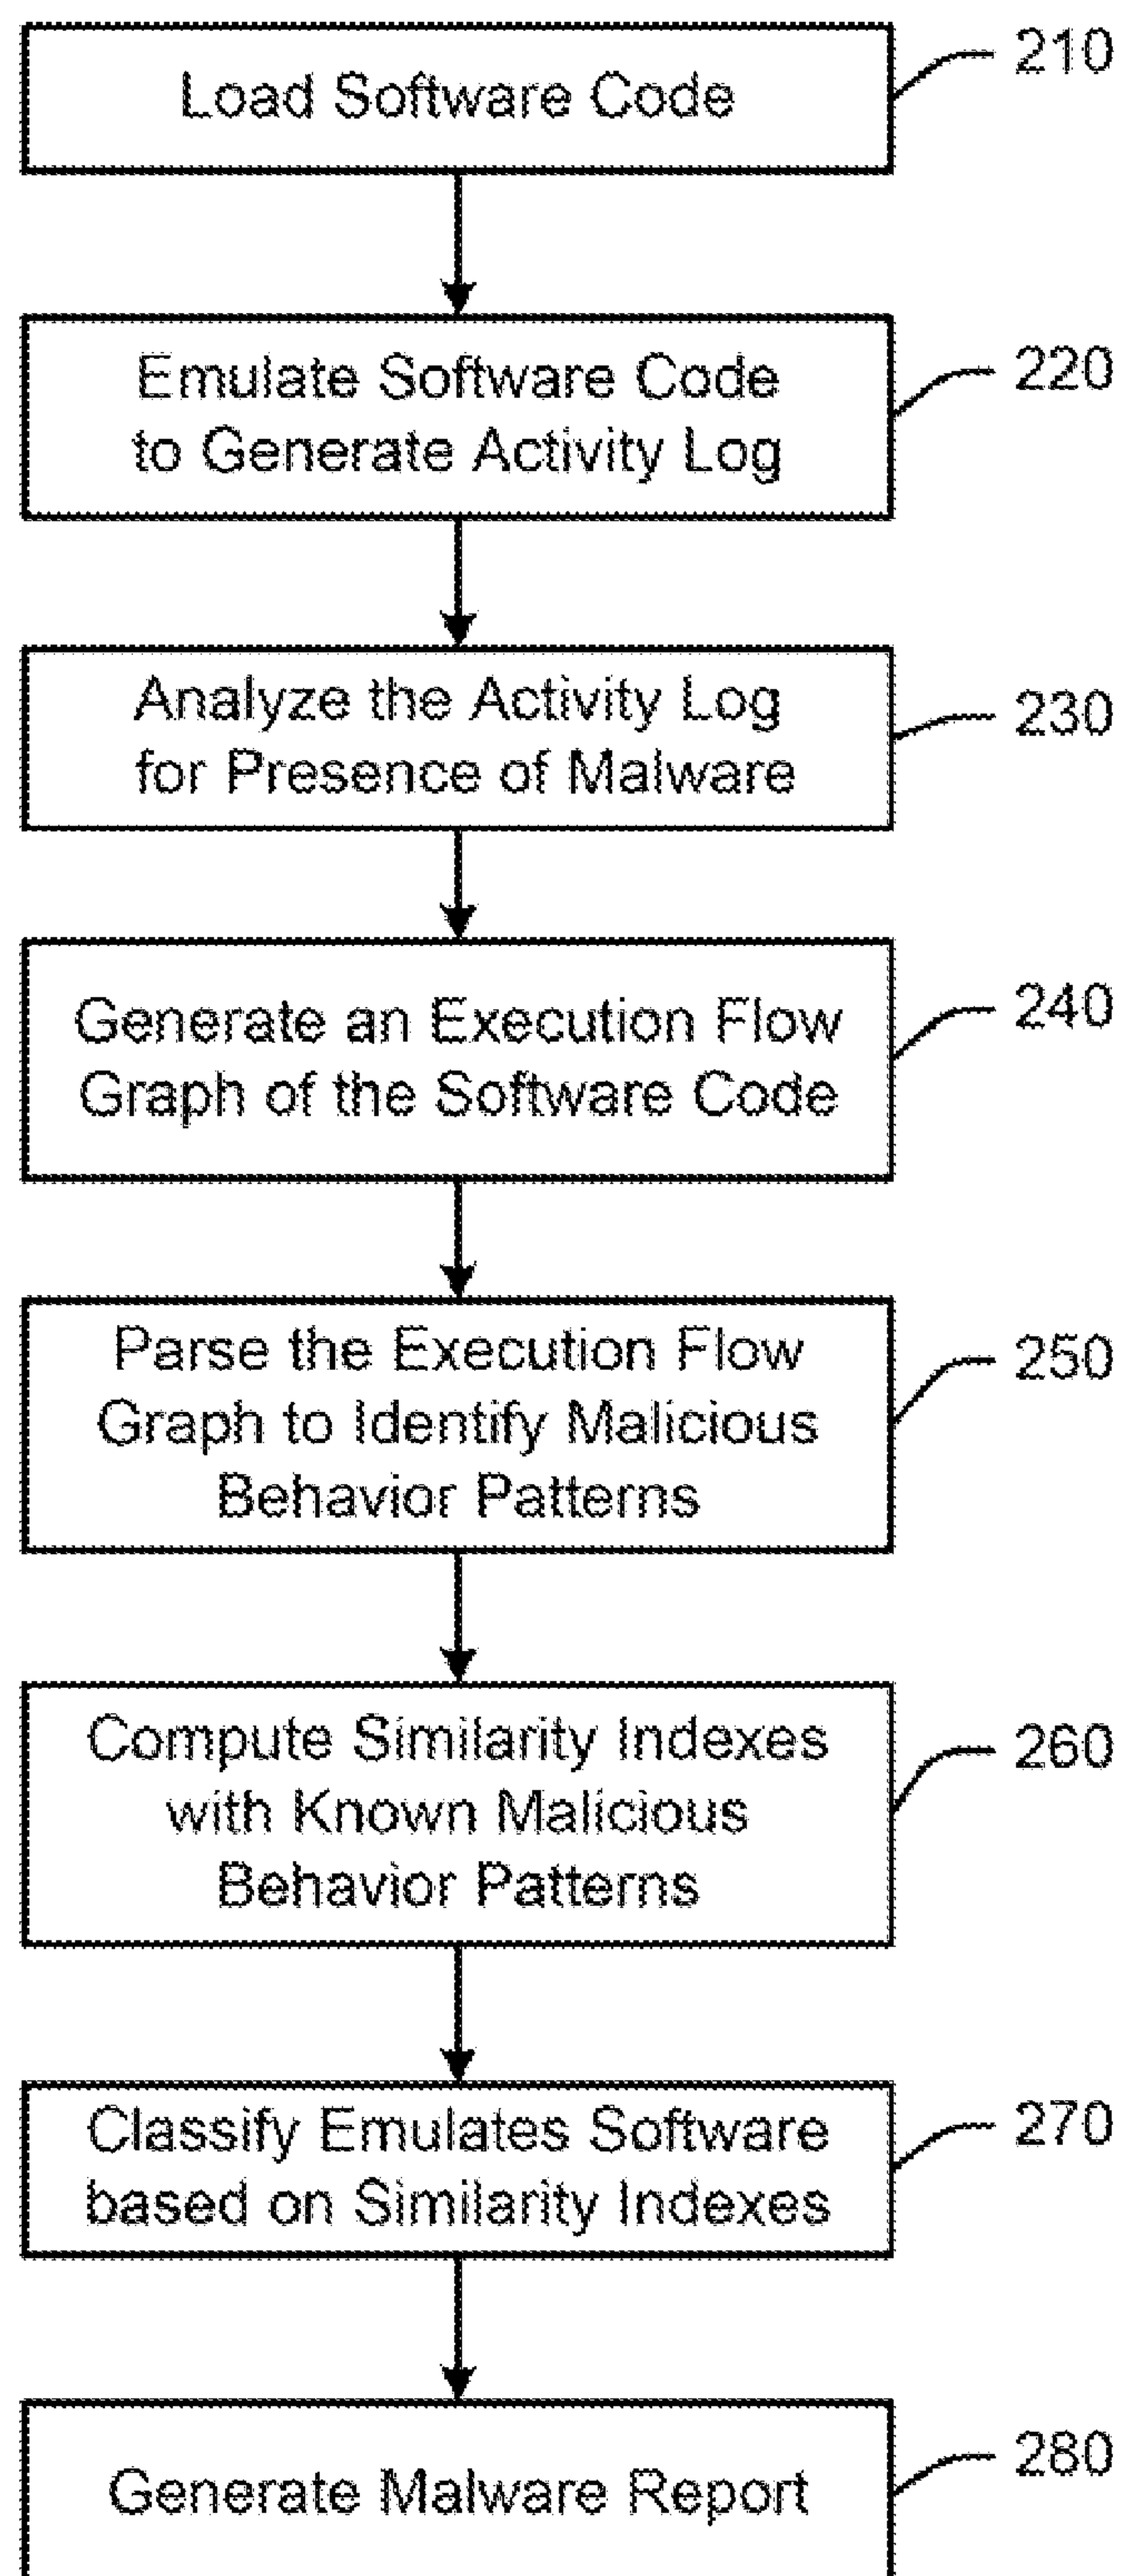 Load Software Code
210
Emulate Software Code
to Generate Activity Log
220
Analyze the Activity Log
for Presence of Malware
230
Generate an Execution Flow
Graph of the Software Code
240
Parse the Execution Flow
Graph to Identify Malicious
Behavior Patterns
250
Compute Similarity Indexes
with Known Malicious
Behavior Patterns
260
Classify Emulates Software
based on Similarity Indexes
270
Generate Malware Report
280